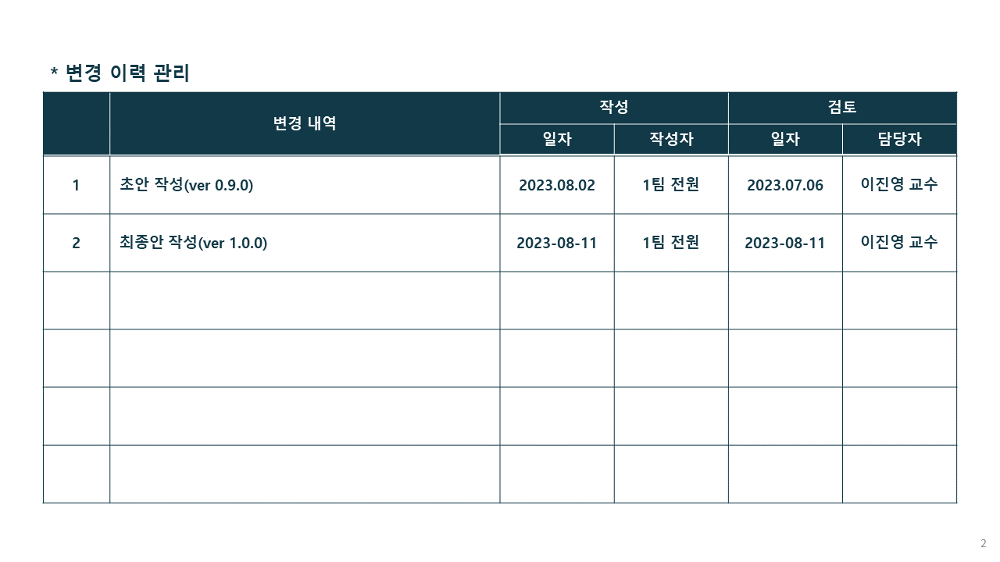 * 변경 이력 관리
변경 내역
작성
검토
일자
작성자
일자
담당자
1
초안 작성(ver 0.9.0)
2023.08.02
1팀 전원
2023.07.06
이진영 교수
2
최종안 작성(ver 1.0.0)
2023-08-11
1팀 전원
2023-08-11
이진영 교수
2